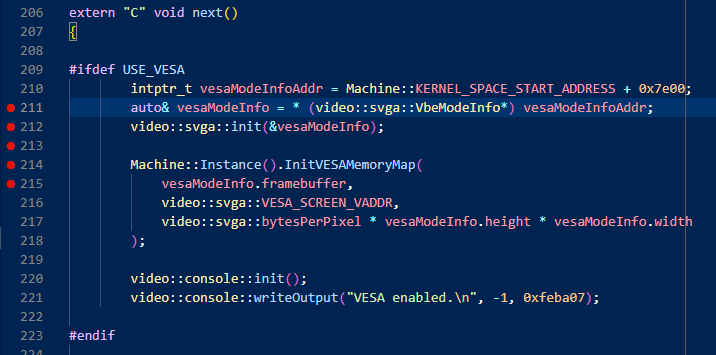 206 extern "C" void next()
207 {
208
209 #ifdef USE_VESA
210 intptr_t vesaModeInfoAddr = Machine::KERNEL_SPACE_START_ADDRESS + 0x7e00;
211 auto& vesaModeInfo = * (video::svga::VbeModeInfo*) vesaModeInfoAddr;
212 video::svga::init(&vesaModeInfo);
213
214 Machine::Instance().InitVESAMemoryMap(
215 vesaModeInfo.framebuffer,
216 video::svga::VESA_SCREEN_VADDR,
217 video::svga::bytesPerPixel * vesaModeInfo.height * vesaModeInfo.width
218 );
219
220 video::console::init();
221 video::console::writeOutput("VESA enabled.\n", -1, 0xfeba07);
222
223 #endif
224